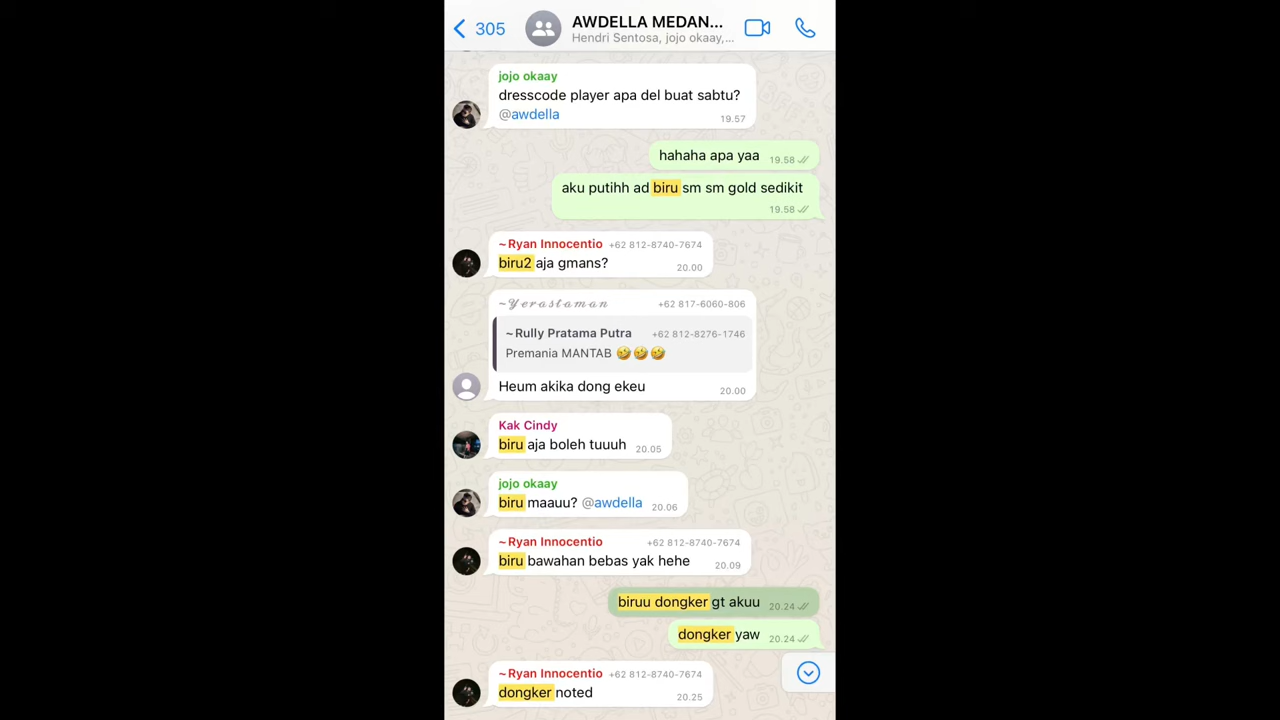 305
AWDELLA MEDAN...
Hendri Sentosa, jojo okaay,...
jojo okaay
dresscode player apa del buat sabtu?
@awdella
19.57
hahaha apa yaa 19.58
aku putihh ad biru sm sm gold sedikit
19.58
~Ryan Innocentio +62 812-8740-7674
biru2 aja gmans? 20.00
~𝒴𝑒𝓇𝒶𝓈𝓉𝒶𝓂𝒶𝓃 +62 817-6060-806
~Rully Pratama Putra +62 812-8276-1746
Premania MANTAB 🤣🤣🤣
Heum akika dong ekeu 20.00
Kak Cindy
biru aja boleh tuuuh 20.05
jojo okaay
biru maauu? @awdella 20.06
~Ryan Innocentio +62 812-8740-7674
biru bawahan bebas yak hehe 20.09
biruu dongker gt akuu 20.24
dongker yaw 20.24
~Ryan Innocentio +62 812-8740-7674
dongker noted 20.25